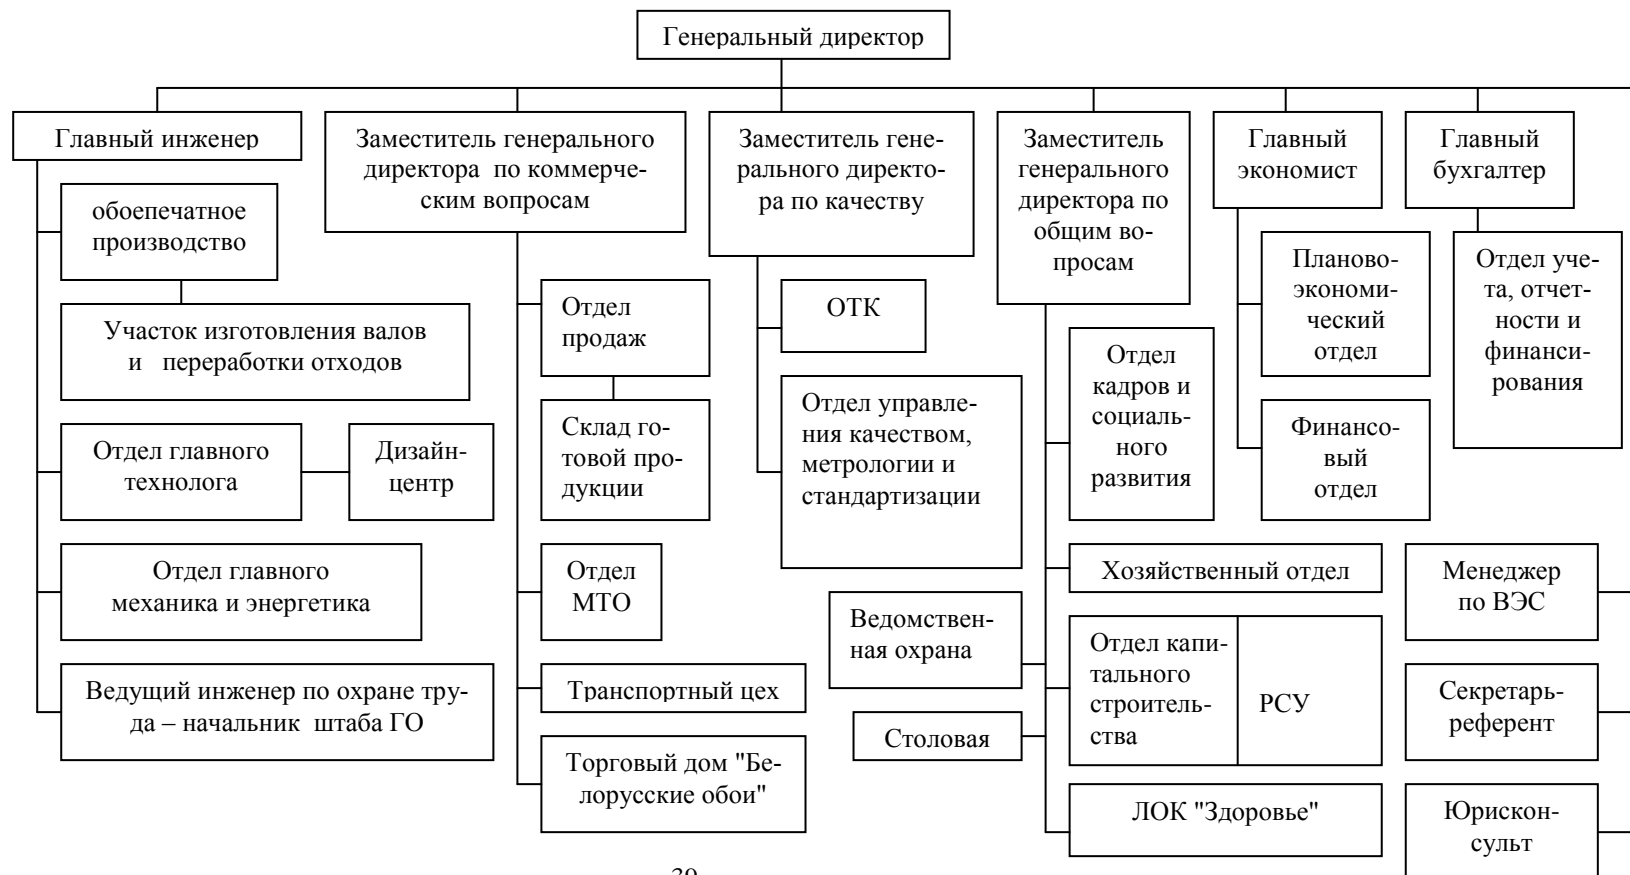 Генеральный директор
Главный инженер
обоепечатное
производство
Участок изготовления валов
и переработки отходов
Отдел главного
технолога
Дизайн-
центр
Отдел главного
механика и энергетика
Ведущий инженер по охране тру-
да – начальник штаба ГО
Заместитель генерального
директора по коммерче-
ским вопросам
Отдел
продаж
Склад го-
товой про-
дукции
Отдел
МТО
Транспортный цех
Торговый дом "Бе-
лорусские обои"
Заместитель ге-
нерального директо-
ра по качеству
ОТК
Отдел управле-
ния качеством,
метрологии и
стандартизации
Заместитель
генерального
директора по
общим во-
просам
Отдел
кадров и
социаль-
ного
развития
Хозяйственный отдел
Ведомствен-
ная охрана
Отдел капи-
тального
строитель-
ства
РСУ
Столовая
ЛОК "Здоровье"
Главный
экономист
Планово-
экономи-
ческий
отдел
Финансо-
вый
отдел
Главный
бухгалтер
Отдел уче-
та, отчет-
ности и
финанси-
рования
Менеджер
по ВЭС
Секретарь-
референт
Юрискон-
сульт